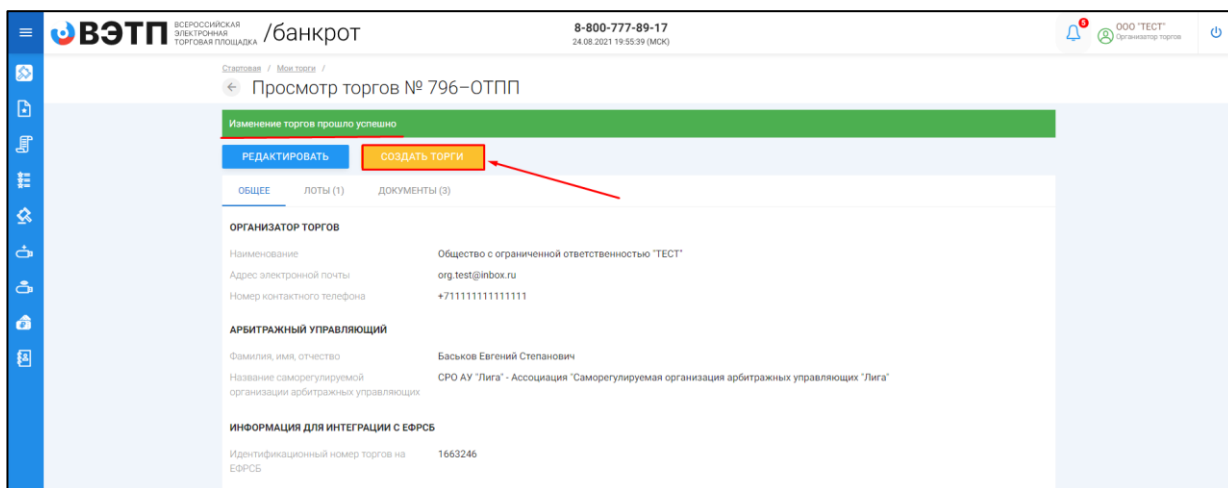 ВЭТП
ВСЕРОССИЙСКАЯ
ЭЛЕКТРОННАЯ
ТОРГОВАЯ ПЛОЩАДКА
/банкрот
8-800-777-89-17
24.08.2021 19:55:39 (МСК)
5
ООО "ТЕСТ"
Организатор торгов
Стартовая / Мои торги /
Просмотр торгов № 796–ОТПП
Изменение торгов прошло успешно
РЕДАКТИРОВАТЬ
СОЗДАТЬ ТОРГИ
ОБЩЕЕ ЛОТЫ (1) ДОКУМЕНТЫ (3)
ОРГАНИЗАТОР ТОРГОВ
Наименование Общество с ограниченной ответственностью "ТЕСТ"
Адрес электронной почты org.test@inbox.ru
Номер контактного телефона +711111111111111
АРБИТРАЖНЫЙ УПРАВЛЯЮЩИЙ
Фамилия, имя, отчество Баськов Евгений Степанович
Название саморегулируемой СРО АУ "Лига" - Ассоциация "Саморегулируемая организация арбитражных управляющих "Лига"
организации арбитражных управляющих
ИНФОРМАЦИЯ ДЛЯ ИНТЕГРАЦИИ С ЕФРСБ
Идентификационный номер торгов на 1663246
ЕФРСБ